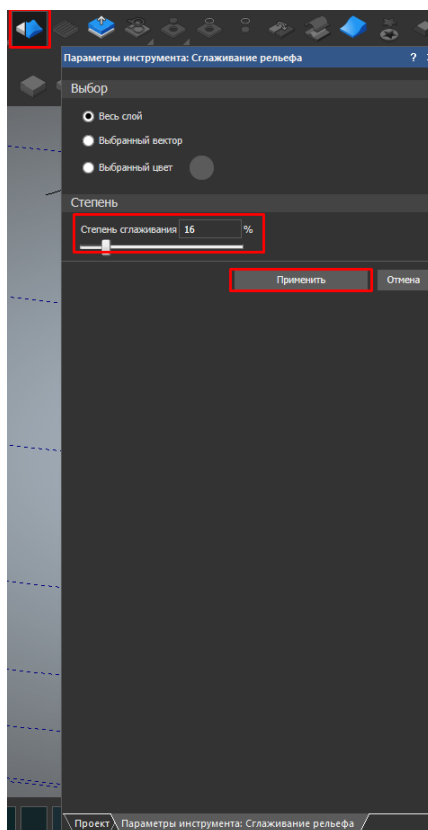 Параметры инструмента: Сглаживание рельефа ?
Выбор
Весь слой
Выбранный вектор
Выбранный цвет
Степень
Степень сглаживания 16 %
Применить Отмена
Проект Параметры инструмента: Сглаживание рельефа